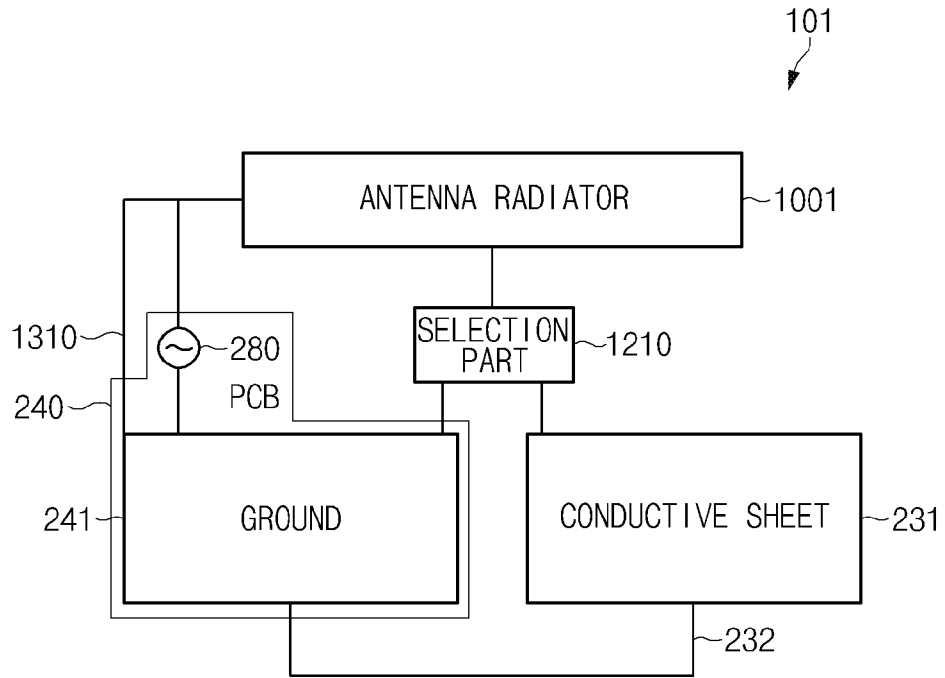 101
ANTENNA RADIATOR
1001
1310
280
SELECTION
PART
1210
240
PCB
241
GROUND
CONDUCTIVE SHEET
231
232